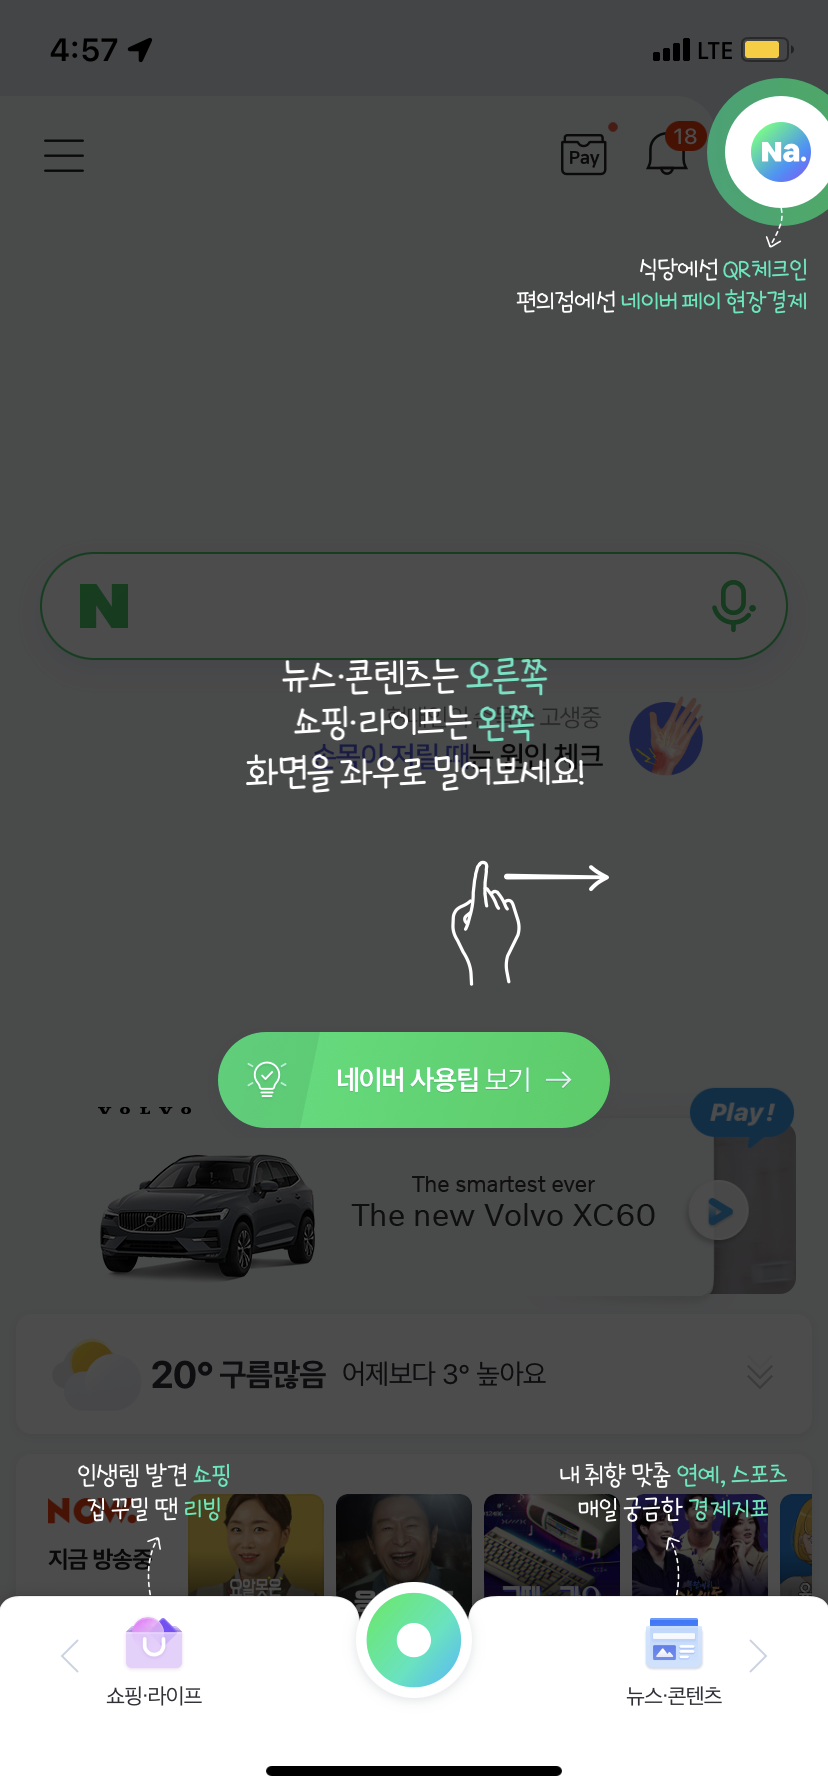 4:57
LTE
Pay
18
Na.
식당에선 QR체크인
편의점에선 네이버 페이 현장결제
N
뉴스·콘텐츠는 오른쪽
고생중
쇼핑·라이프는 왼쪽
손목이 저릴 때는 원인 체크
화면을 좌우로 밀어보세요!
네이버 사용팁 보기
VOLVO
Play!
The smartest ever
The new Volvo XC60
20° 구름많음 어제보다 3° 높아요
인생템 발견 쇼핑
집 꾸밀 땐 리빙
내 취향 맞춤 연예, 스포츠
매일 궁금한 경제지표
NOW.
지금 방송중
요알못은
쇼핑·라이프
뉴스·콘텐츠